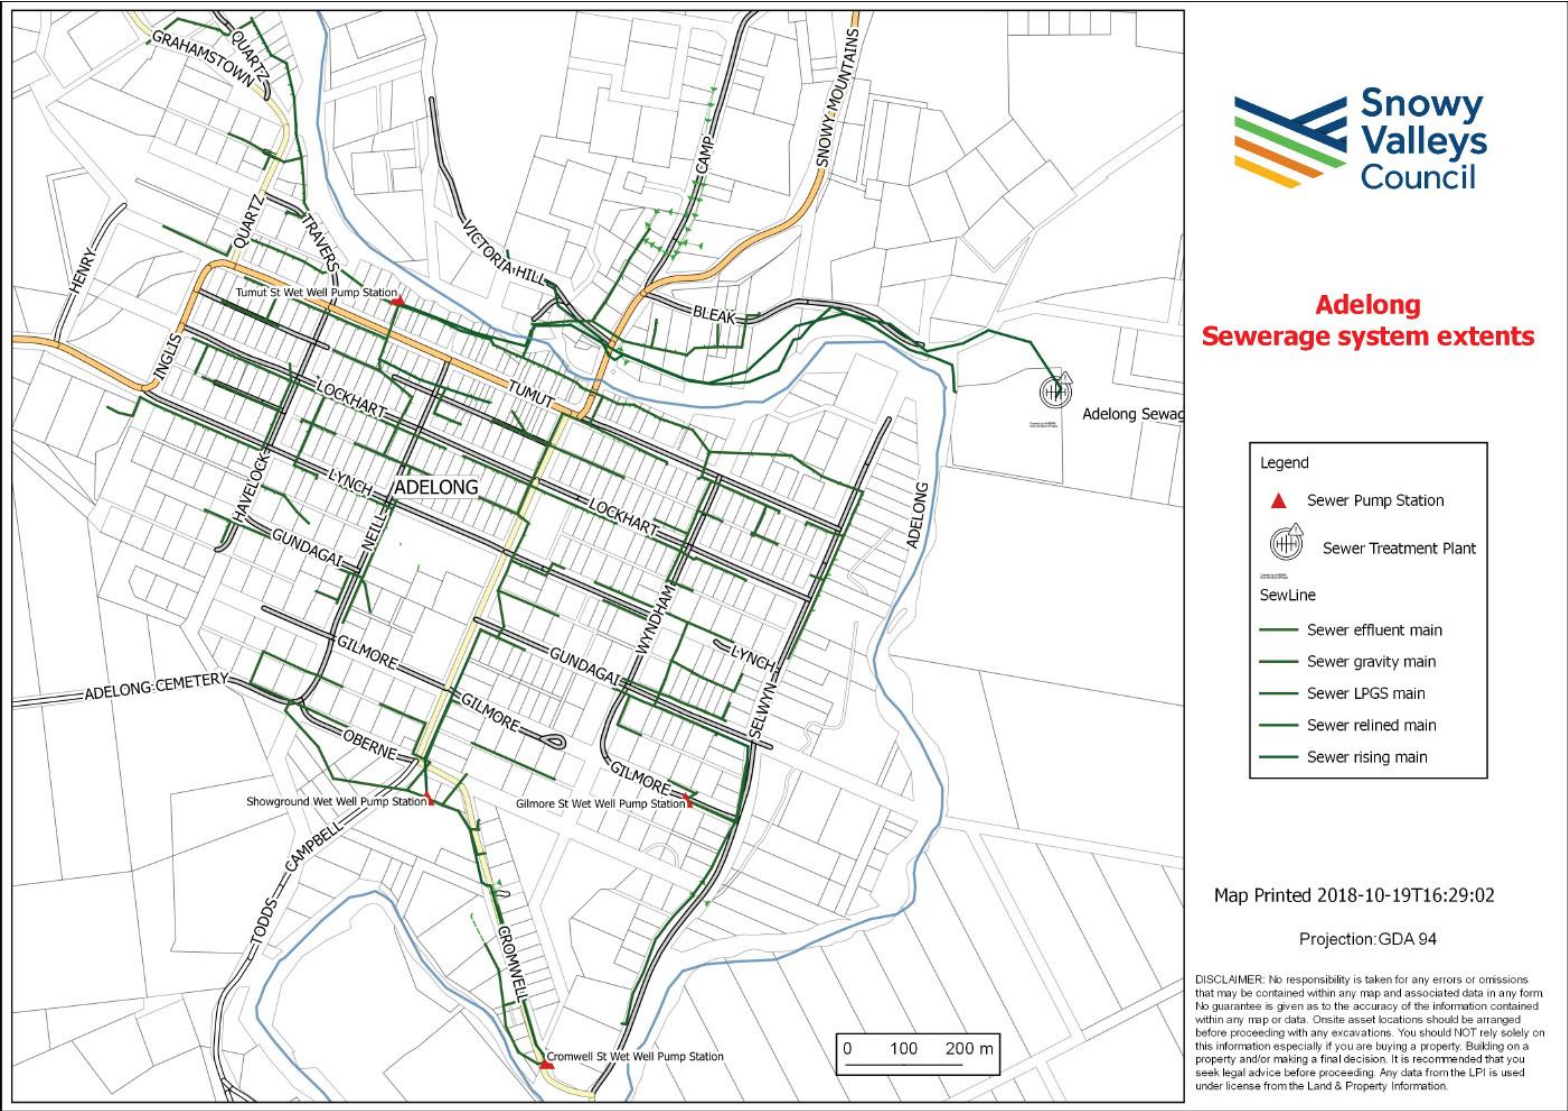 GRAHAMSTOWN
QUARTZ
CAMP
SNOWY MOUNTAINS
VICTORIA HILL
QUARTZ
TRAVERS
HENRY
Tumut St Wet Well Pump Station
BLEAK
INGLIS
LOCKHART
TUMUT
Adelong Sewag
HAVELOCK
LYNCH
ADELONG
NEILL
LOCKHART
ADELONG
GUNDAGAI
WYNDHAM
GILMORE
GUNDAGAI
LYNCH
ADELONG CEMETERY
GILMORE
SELWYN
OBERNE
GILMORE
Showground Wet Well Pump Station
Gilmore St Wet Well Pump Station
CAMPBELL
TODDS
CROMWELL
Cromwell St Wet Well Pump Station
0 100 200 m
Snowy
Valleys
Council
Adelong
Sewerage system extents
Legend
Sewer Pump Station
Sewer Treatment Plant
SewLine
Sewer effluent main
Sewer gravity main
Sewer LPGS main
Sewer relined main
Sewer rising main
Map Printed 2018-10-19T16:29:02
Projection:GDA 94
DISCLAIMER: No responsibility is taken for any errors or omissions
that may be contained within any map and associated data in any form.
No guarantee is given as to the accuracy of the information contained
within any map or data. Onsite asset locations should be arranged
before proceeding with any excavations. You should NOT rely solely on
this information especially if you are buying a property. Building on a
property and/or making a final decision. It is recommended that you
seek legal advice before proceeding. Any data from the LPI is used
under license from the Land & Property Information.